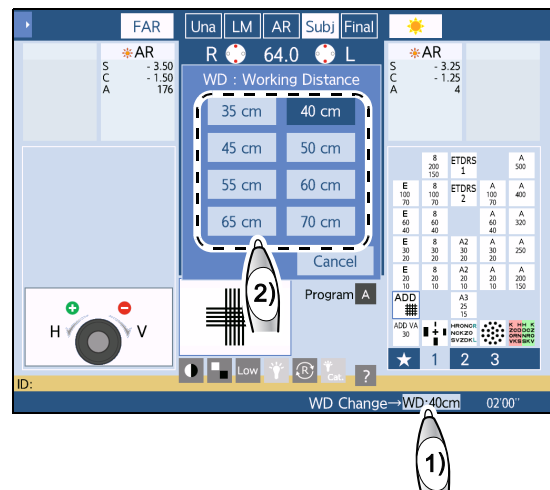 FAR
Una LM AR Subj Final
AR
S - 3.50
C - 1.50
A 176
R 64.0 L
AR
S - 3.25
C - 1.25
A 4
WD : Working Distance
35 cm 40 cm
45 cm 50 cm
55 cm 60 cm
65 cm 70 cm
Cancel
2)
Program A
H V
8 200 150 ETDRS 1 A 500
E 100 70 8 100 70 ETDRS 2 A 100 70 A 400
E 60 40 8 60 40 A 60 40 A 320
E 30 20 8 30 20 A2 30 20 A 30 20 A 250
E 20 10 8 20 10 A2 20 10 A 20 10 A 200 150
ADD A3 25 15
ADD VA 30 HRONCK NCKZO SVZDKL
★ 1 2 3
Low R Cat. ?
ID:
WD Change→WD:40cm 02'00"
1)